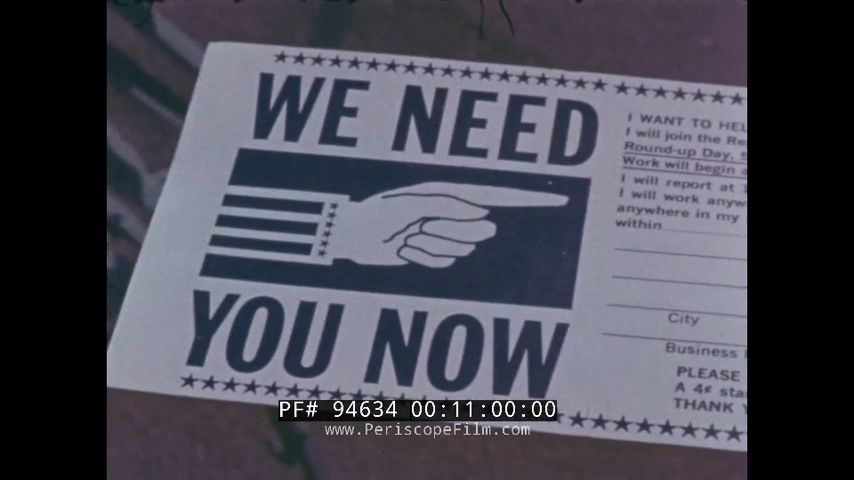 WE NEED
YOU NOW
I WANT TO HEL
I will join the Re
Round-up Day,
Work will begin a
I will report at
I will work anyw
anywhere in my
within
City
Business
PLEASE
A 4¢ sta
THANK Y
PF# 94634 00:11:00:00
www.PeriscopeFilm.com